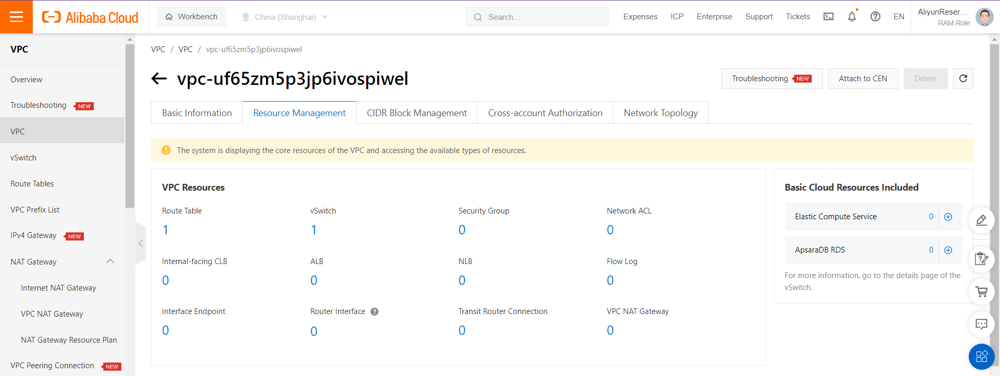 Alibaba Cloud
Workbench
China (Shanghai)
Search...
Expenses
ICP
Enterprise
Support
Tickets
EN
AliyunReser...
RAM Role
VPC
Overview
Troubleshooting NEW
VPC
vSwitch
Route Tables
VPC Prefix List
IPv4 Gateway NEW
NAT Gateway
Internet NAT Gateway
VPC NAT Gateway
NAT Gateway Resource Plan
VPC Peering Connection NEW
VPC / VPC / vpc-uf65zm5p3jp6ivospiwel
vpc-uf65zm5p3jp6ivospiwel
Troubleshooting NEW
Attach to CEN
Delete
Basic Information
Resource Management
CIDR Block Management
Cross-account Authorization
Network Topology
The system is displaying the core resources of the VPC and accessing the available types of resources.
VPC Resources
Route Table
1
vSwitch
1
Security Group
0
Network ACL
0
Internal-facing CLB
0
ALB
0
NLB
0
Flow Log
0
Interface Endpoint
0
Router Interface
0
Transit Router Connection
0
VPC NAT Gateway
0
Basic Cloud Resources Included
Elastic Compute Service 0
ApsaraDB RDS 0
For more information, go to the details page of the
vSwitch.